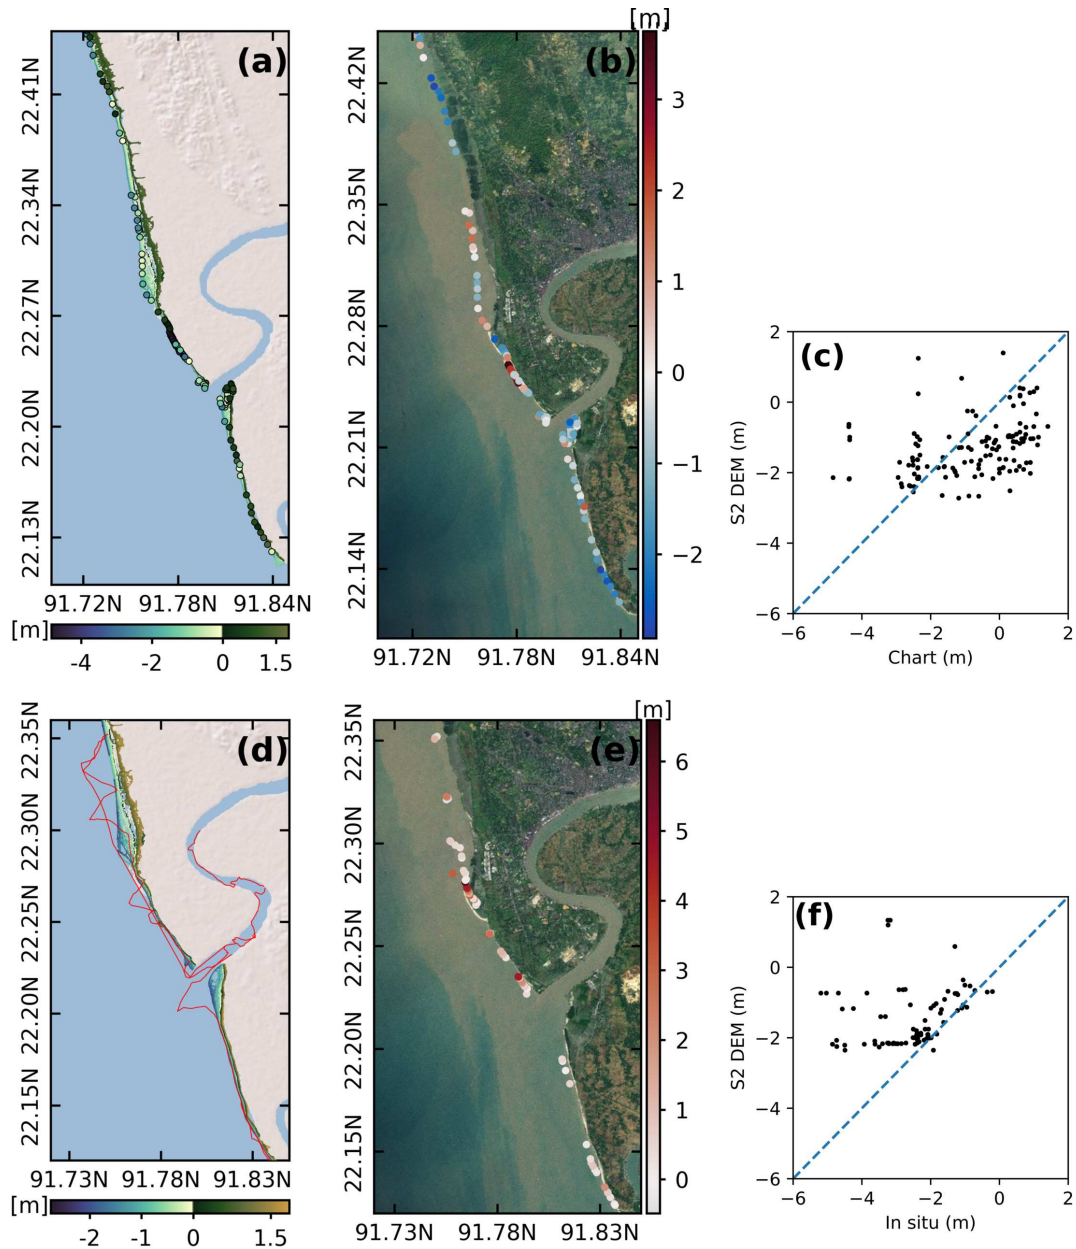 (a)
22.41N
22.34N
22.27N
22.20N
22.13N
91.72N 91.78N 91.84N
[m]
-4 -2 0 1.5
[m]
(b)
22.42N
22.35N
22.28N
22.21N
22.14N
91.72N 91.78N 91.84N
3
2
1
0
−1
−2
(c)
S2 DEM (m)
2
0
−2
−4
−6
−6 −4 −2 0 2
Chart (m)
(d)
22.35N
22.30N
22.25N
22.20N
22.15N
91.73N 91.78N 91.83N
[m]
-2 -1 0 1.5
[m]
(e)
22.35N
22.30N
22.25N
22.20N
22.15N
91.73N 91.78N 91.83N
6
5
4
3
2
1
0
(f)
S2 DEM (m)
2
0
−2
−4
−6
−6 −4 −2 0 2
In situ (m)